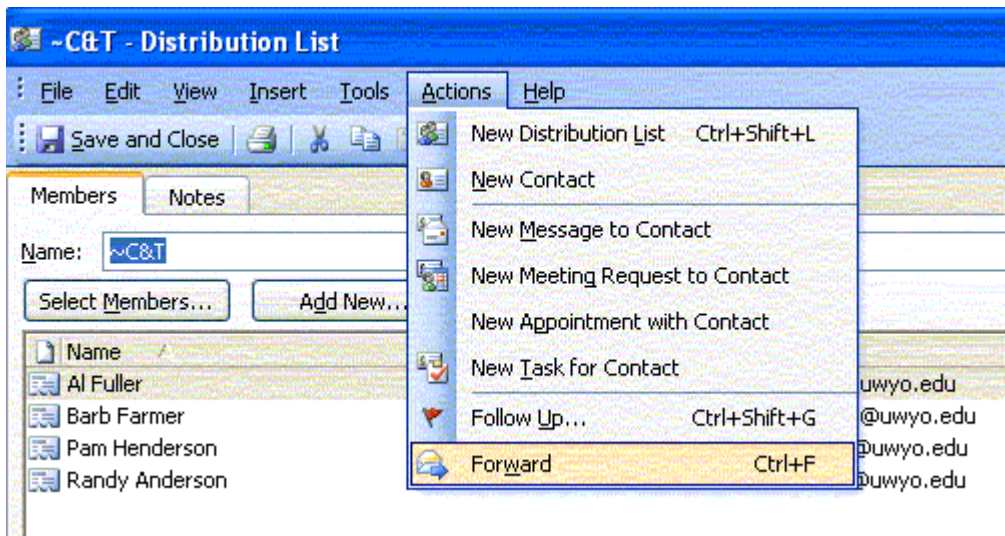 ~C&T - Distribution List
File Edit View Insert Tools Actions Help
Save and Close
New Distribution List Ctrl+Shift+L
New Contact
New Message to Contact
New Meeting Request to Contact
New Appointment with Contact
New Task for Contact
Follow Up... Ctrl+Shift+G
Forward Ctrl+F
Members Notes
Name: ~C&T
Select Members... Add New...
Name
Al Fuller uwyo.edu
Barb Farmer @uwyo.edu
Pam Henderson @uwyo.edu
Randy Anderson @uwyo.edu